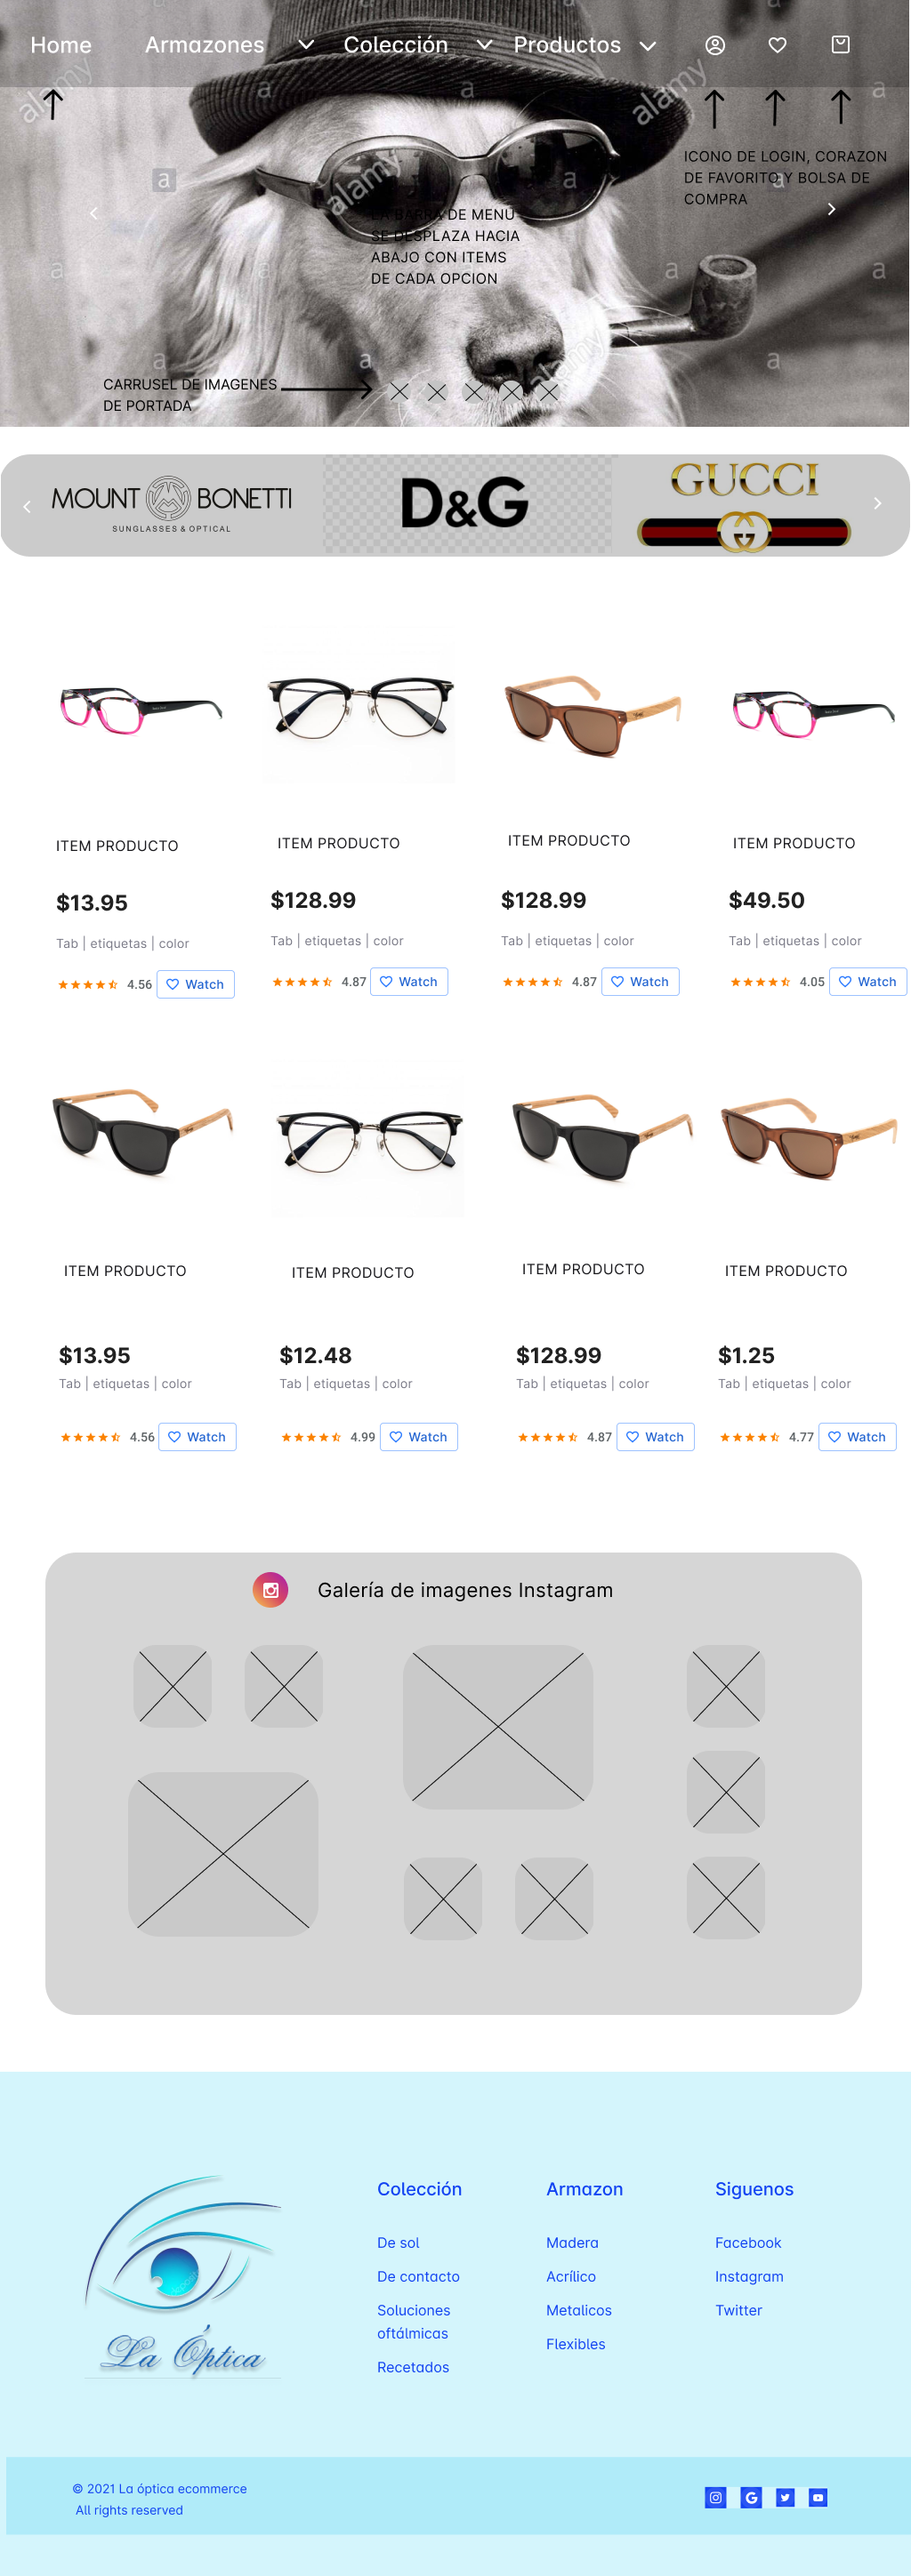 Home Armazones Colección Productos
alamy
alamy
alamy
alamy
ICONO DE LOGIN, CORAZON
DE FAVORITO Y BOLSA DE
COMPRA
LA BARRA DE MENU
SE DESPLAZA HACIA
ABAJO CON ITEMS
DE CADA OPCION
CARRUSEL DE IMAGENES
DE PORTADA
MOUNT BONETTI
SUNGLASSES & OPTICAL
D&G
GUCCI
ITEM PRODUCTO
$13.95
Tab | etiquetas | color
4.56 Watch
ITEM PRODUCTO
$128.99
Tab | etiquetas | color
4.87 Watch
ITEM PRODUCTO
$128.99
Tab | etiquetas | color
4.87 Watch
ITEM PRODUCTO
$49.50
Tab | etiquetas | color
4.05 Watch
ITEM PRODUCTO
$13.95
Tab | etiquetas | color
4.56 Watch
ITEM PRODUCTO
$12.48
Tab | etiquetas | color
4.99 Watch
ITEM PRODUCTO
$128.99
Tab | etiquetas | color
4.87 Watch
ITEM PRODUCTO
$1.25
Tab | etiquetas | color
4.77 Watch
Galería de imagenes Instagram
La Óptica
Colección
De sol
De contacto
Soluciones
oftálmicas
Recetados
Armazon
Madera
Acrílico
Metalicos
Flexibles
Siguenos
Facebook
Instagram
Twitter
© 2021 La óptica ecommerce
All rights reserved